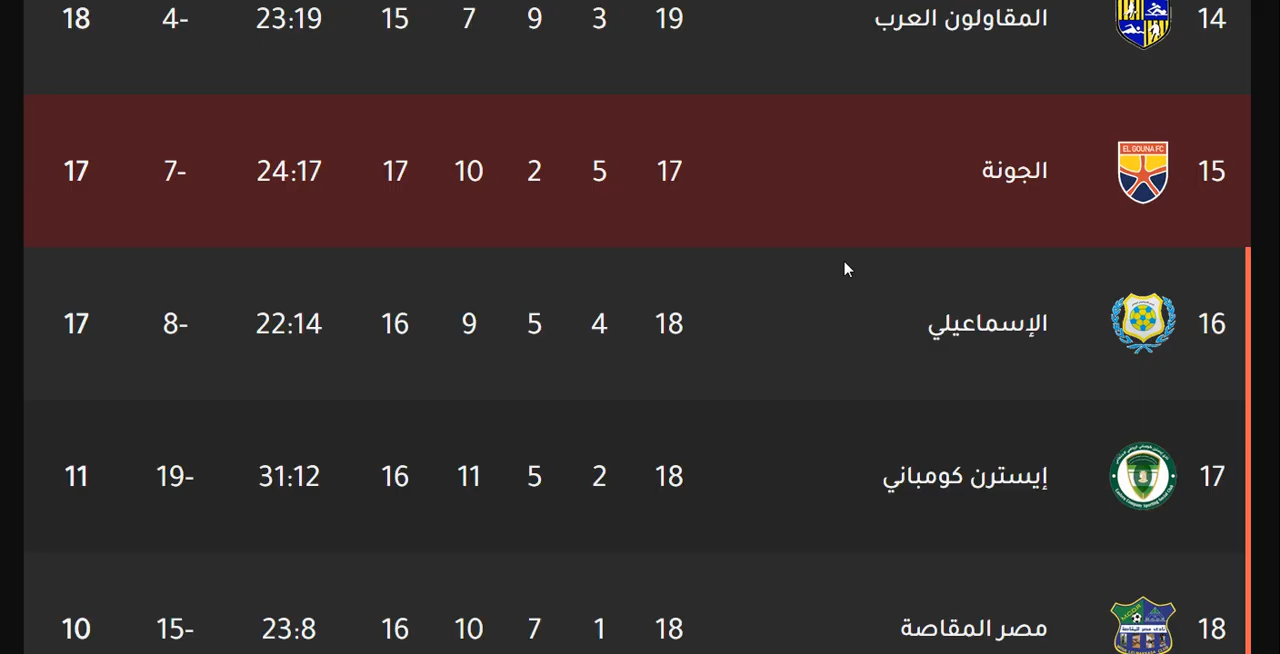 14 المقاولون العرب 19 3 9 7 15 23:19 4- 18
15 EL GOUNA FC الجونة 17 5 2 10 17 24:17 7- 17
16 الإسماعيلي 18 4 5 9 16 22:14 8- 17
17 إيسترن كومباني 18 2 5 11 16 31:12 19- 11
18 مصر المقاصة 18 1 7 10 16 23:8 15- 10